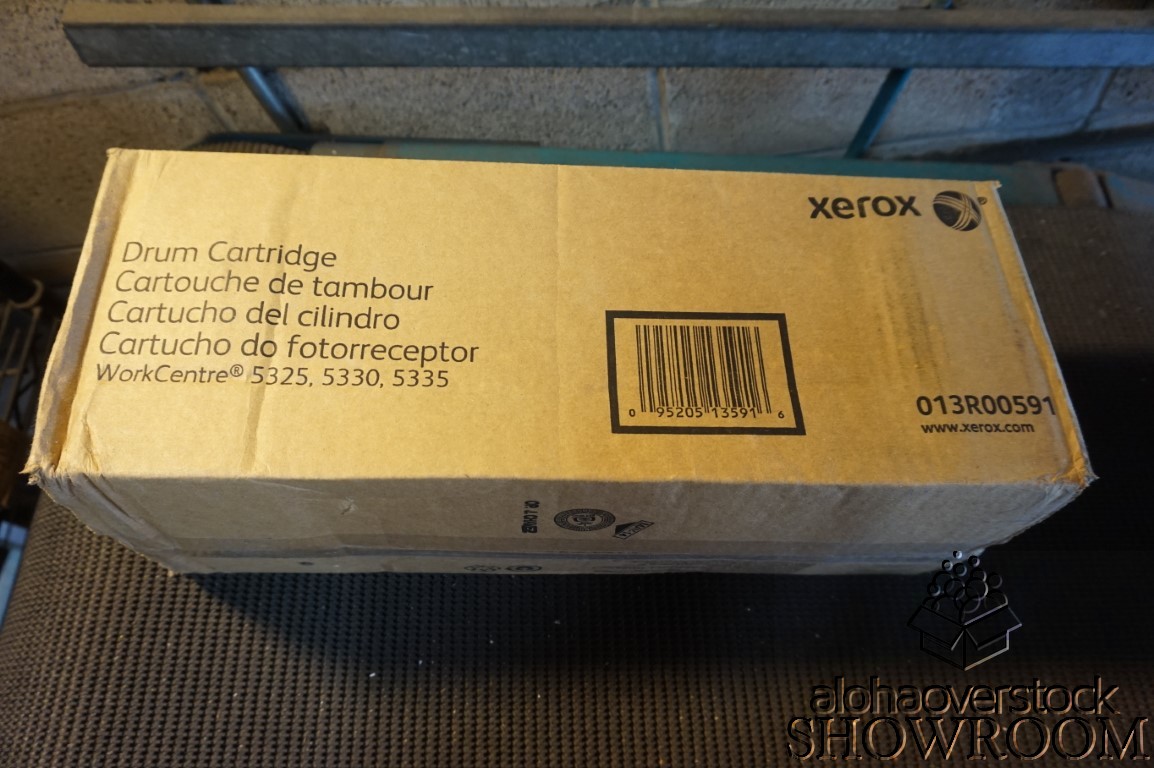 xerox
Drum Cartridge
Cartouche de tambour
Cartucho del cilindro
Cartucho do fotorreceptor
WorkCentre® 5325, 5330, 5335
0 95205 13591 6
013R00591
www.xerox.com
alohaoverstock
SHOWROOM